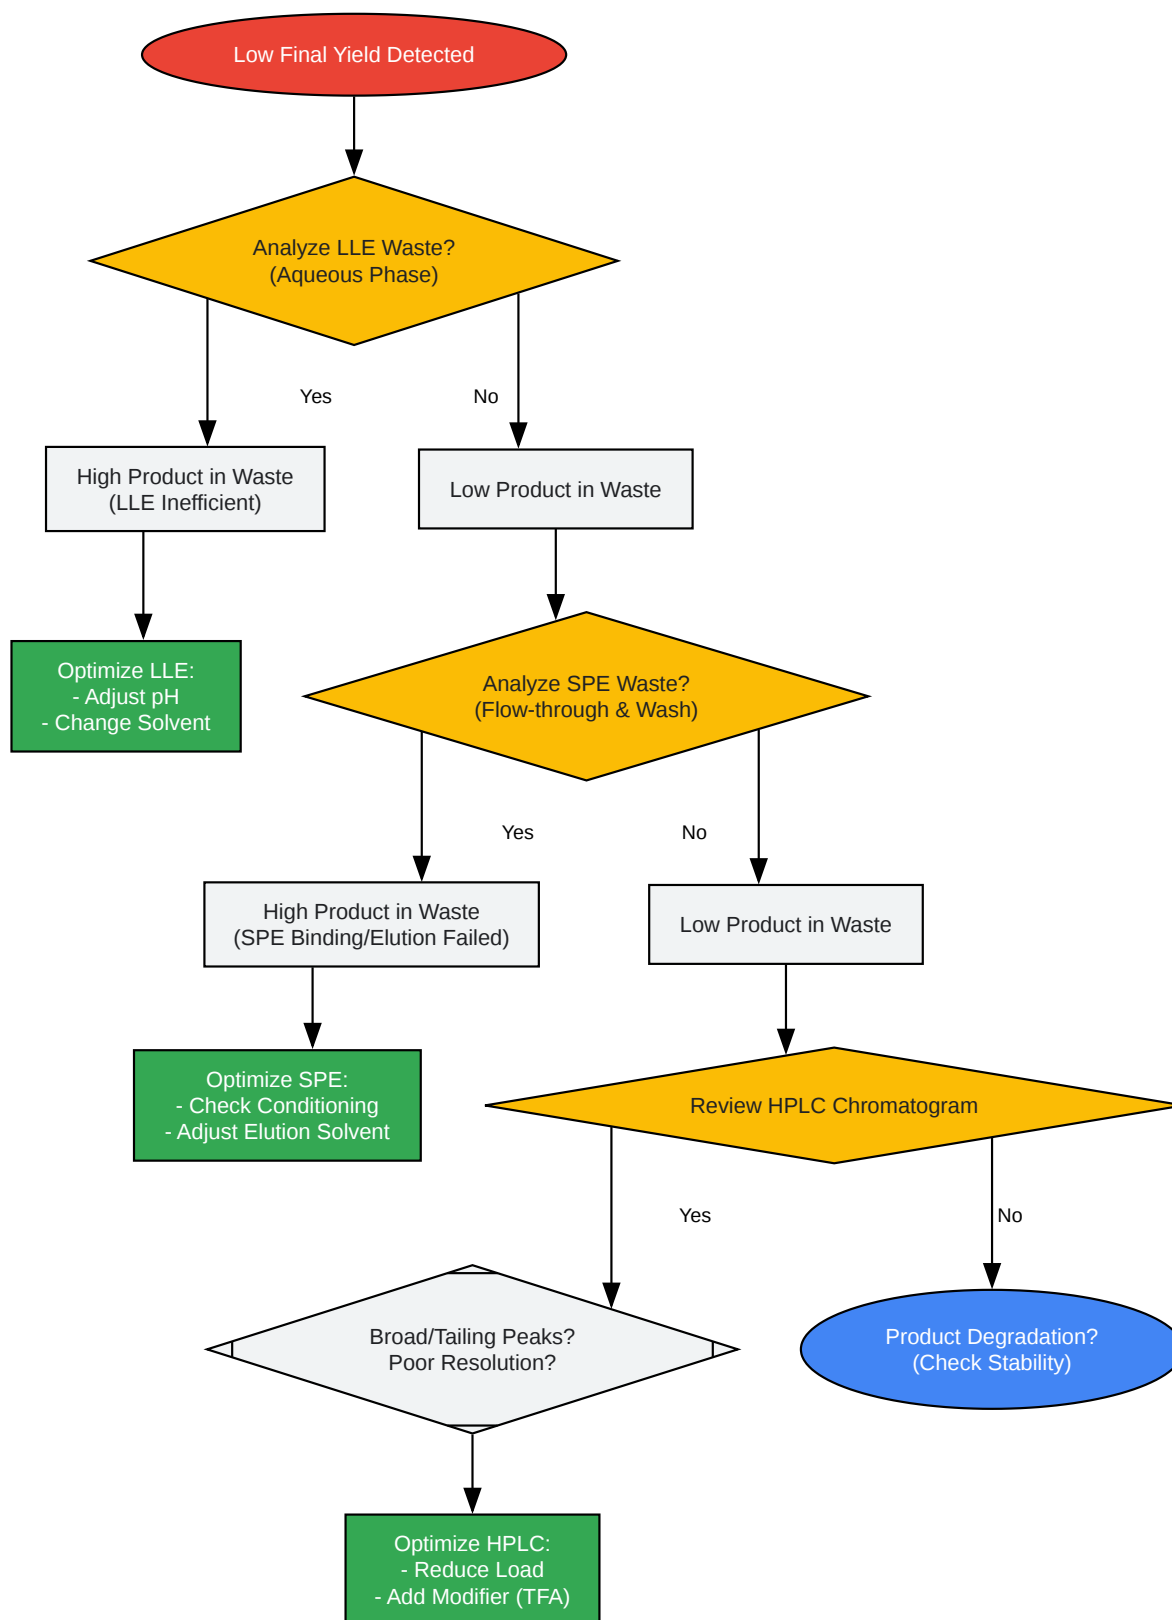 Low Final Yield Detected
Analyze LLE Waste?
(Aqueous Phase)
Yes
No
High Product in Waste
(LLE Inefficient)
Low Product in Waste
Optimize LLE:
- Adjust pH
- Change Solvent
Analyze SPE Waste?
(Flow-through & Wash)
Yes
No
High Product in Waste
(SPE Binding/Elution Failed)
Low Product in Waste
Optimize SPE:
- Check Conditioning
- Adjust Elution Solvent
Review HPLC Chromatogram
Yes
No
Broad/Tailing Peaks?
Poor Resolution?
Product Degradation?
(Check Stability)
Optimize HPLC:
- Reduce Load
- Add Modifier (TFA)